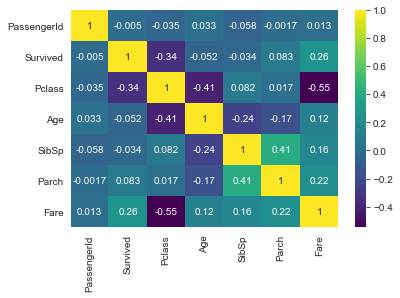 PassengerId 1 -0.005 -0.035 0.033 -0.058 -0.0017 0.013
Survived -0.005 1 -0.34 -0.052 -0.034 0.083 0.26
Pclass -0.035 -0.34 1 -0.41 0.082 0.017 -0.55
Age 0.033 -0.052 -0.41 1 -0.24 -0.17 0.12
SibSp -0.058 -0.034 0.082 -0.24 1 0.41 0.16
Parch -0.0017 0.083 0.017 -0.17 0.41 1 0.22
Fare 0.013 0.26 -0.55 0.12 0.16 0.22 1
PassengerId Survived Pclass Age SibSp Parch Fare
1.0
0.8
0.6
0.4
0.2
0.0
−0.2
−0.4